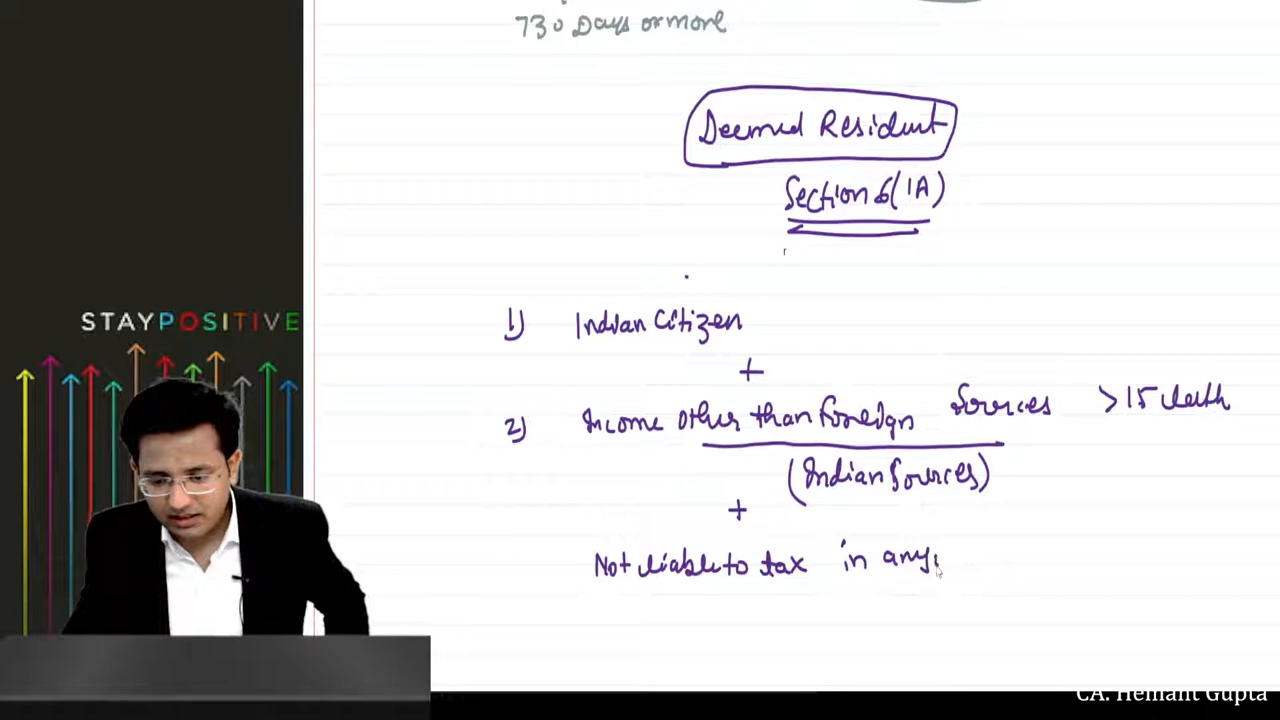 730 Days or more
Deemed Resident
Section 6(1A)
1) Indian Citizen
+
2) Income other than foreign Sources > 15 lakh
(Indian Sources)
+
Not liable to tax in any
STAYPOSITIVE
CA. Hemant Gupta